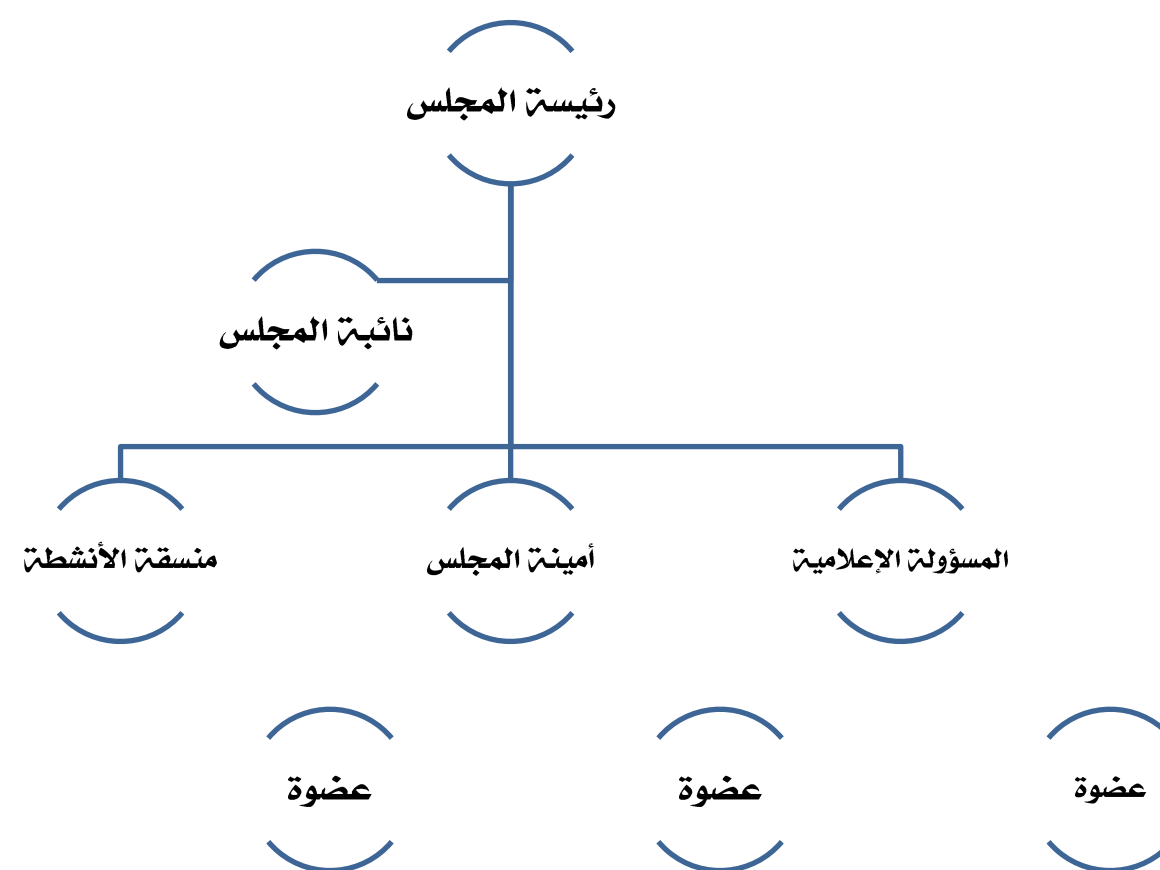 رئيسة المجلس
نائبة المجلس
المسؤولة الإعلامية
أمينة المجلس
منسقة الأنشطة
عضوة
عضوة
عضوة